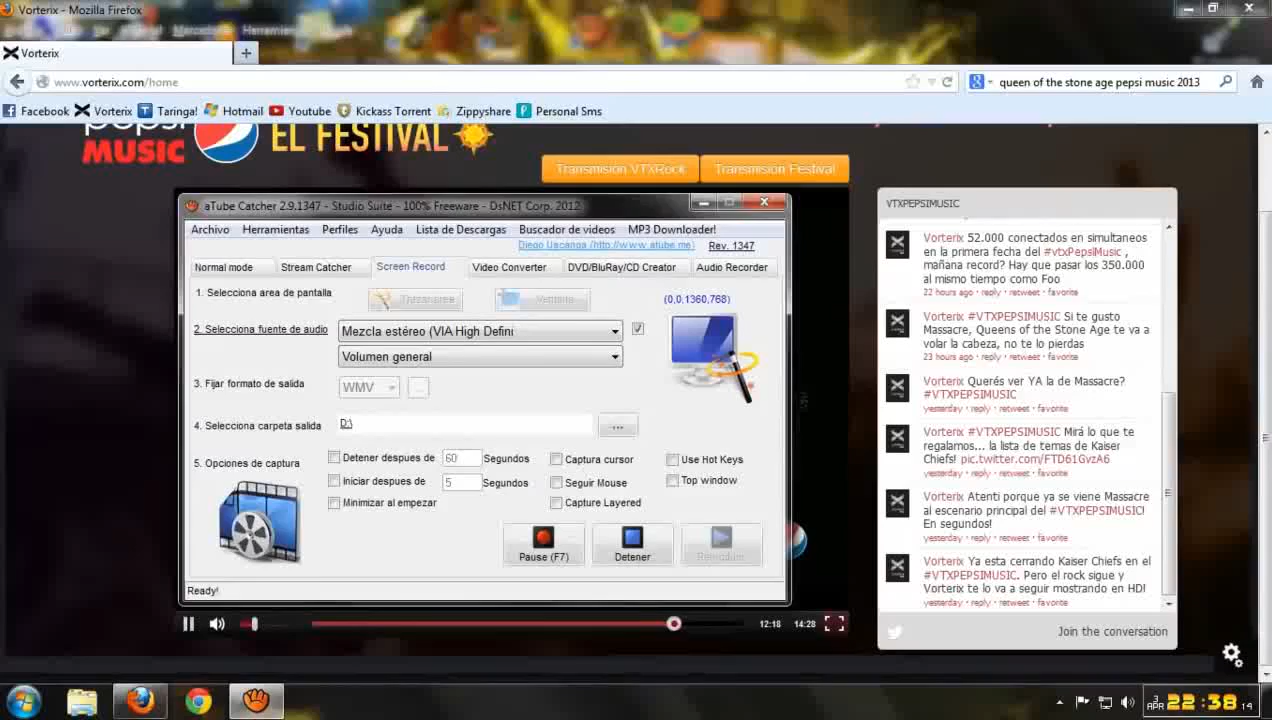 Vorterix - Mozilla Firefox
Vorterix
+
www.vorterix.com/home
queen of the stone age pepsi music 2013
Facebook Vorterix Taringa! Hotmail Youtube Kickass Torrent Zippyshare Personal Sms
pepsi
MUSIC EL FESTIVAL
Transmisión VTXRock Transmisión Festival
aTube Catcher 2.9.1347 - Studio Suite - 100% Freeware - DsNET Corp. 2012
Archivo Herramientas Perfiles Ayuda Lista de Descargas Buscador de videos MP3 Downloader!
Diego Uscanga (http://www.atube.me) Rev. 1347
Normal mode Stream Catcher Screen Record Video Converter DVD/BluRay/CD Creator Audio Recorder
1. Selecciona area de pantalla
(0,0,1360,768)
2. Selecciona fuente de audio
Mezcla estéreo (VIA High Defini
Volumen general
3. Fijar formato de salida
WMV
...
4. Selecciona carpeta salida
D:\
...
5. Opciones de captura
Detener despues de 60 Segundos
Captura cursor
Use Hot Keys
Iniciar despues de 5 Segundos
Seguir Mouse
Top window
Minimizar al empezar
Capture Layered
Pause (F7) Detener
Ready!
12:18 14:28
VTXPEPSIMUSIC
Vorterix 52.000 conectados en simultaneos
en la primera fecha del #vtxPepsiMusic ,
mañana record? Hay que pasar los 350.000
al mismo tiempo como Foo
22 hours ago · reply · retweet · favorite
Vorterix #VTXPEPSIMUSIC Si te gusto
Massacre, Queens of the Stone Age te va a
volar la cabeza, no te lo pierdas
23 hours ago · reply · retweet · favorite
Vorterix Querés ver YA la de Massacre?
#VTXPEPSIMUSIC
yesterday · reply · retweet · favorite
Vorterix #VTXPEPSIMUSIC Mirá lo que te
regalamos... la lista de temas de Kaiser
Chiefs! pic.twitter.com/FTD61GvzA6
yesterday · reply · retweet · favorite
Vorterix Atenti porque ya se viene Massacre
al escenario principal del #VTXPEPSIMUSIC!
En segundos!
yesterday · reply · retweet · favorite
Vorterix Ya esta cerrando Kaiser Chiefs en el
#VTXPEPSIMUSIC. Pero el rock sigue y
Vorterix te lo va a seguir mostrando en HD!
yesterday · reply · retweet · favorite
Join the conversation
3
APR 22:38 14